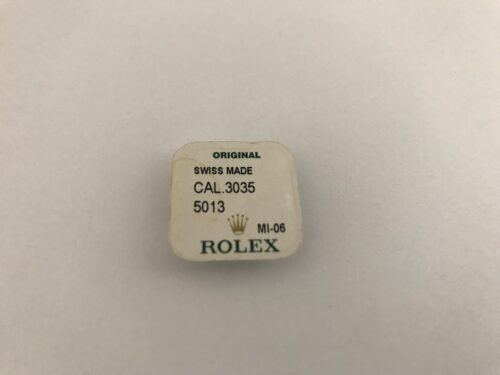 ORIGINAL
SWISS MADE
CAL.3035
5013
MI-06
ROLEX